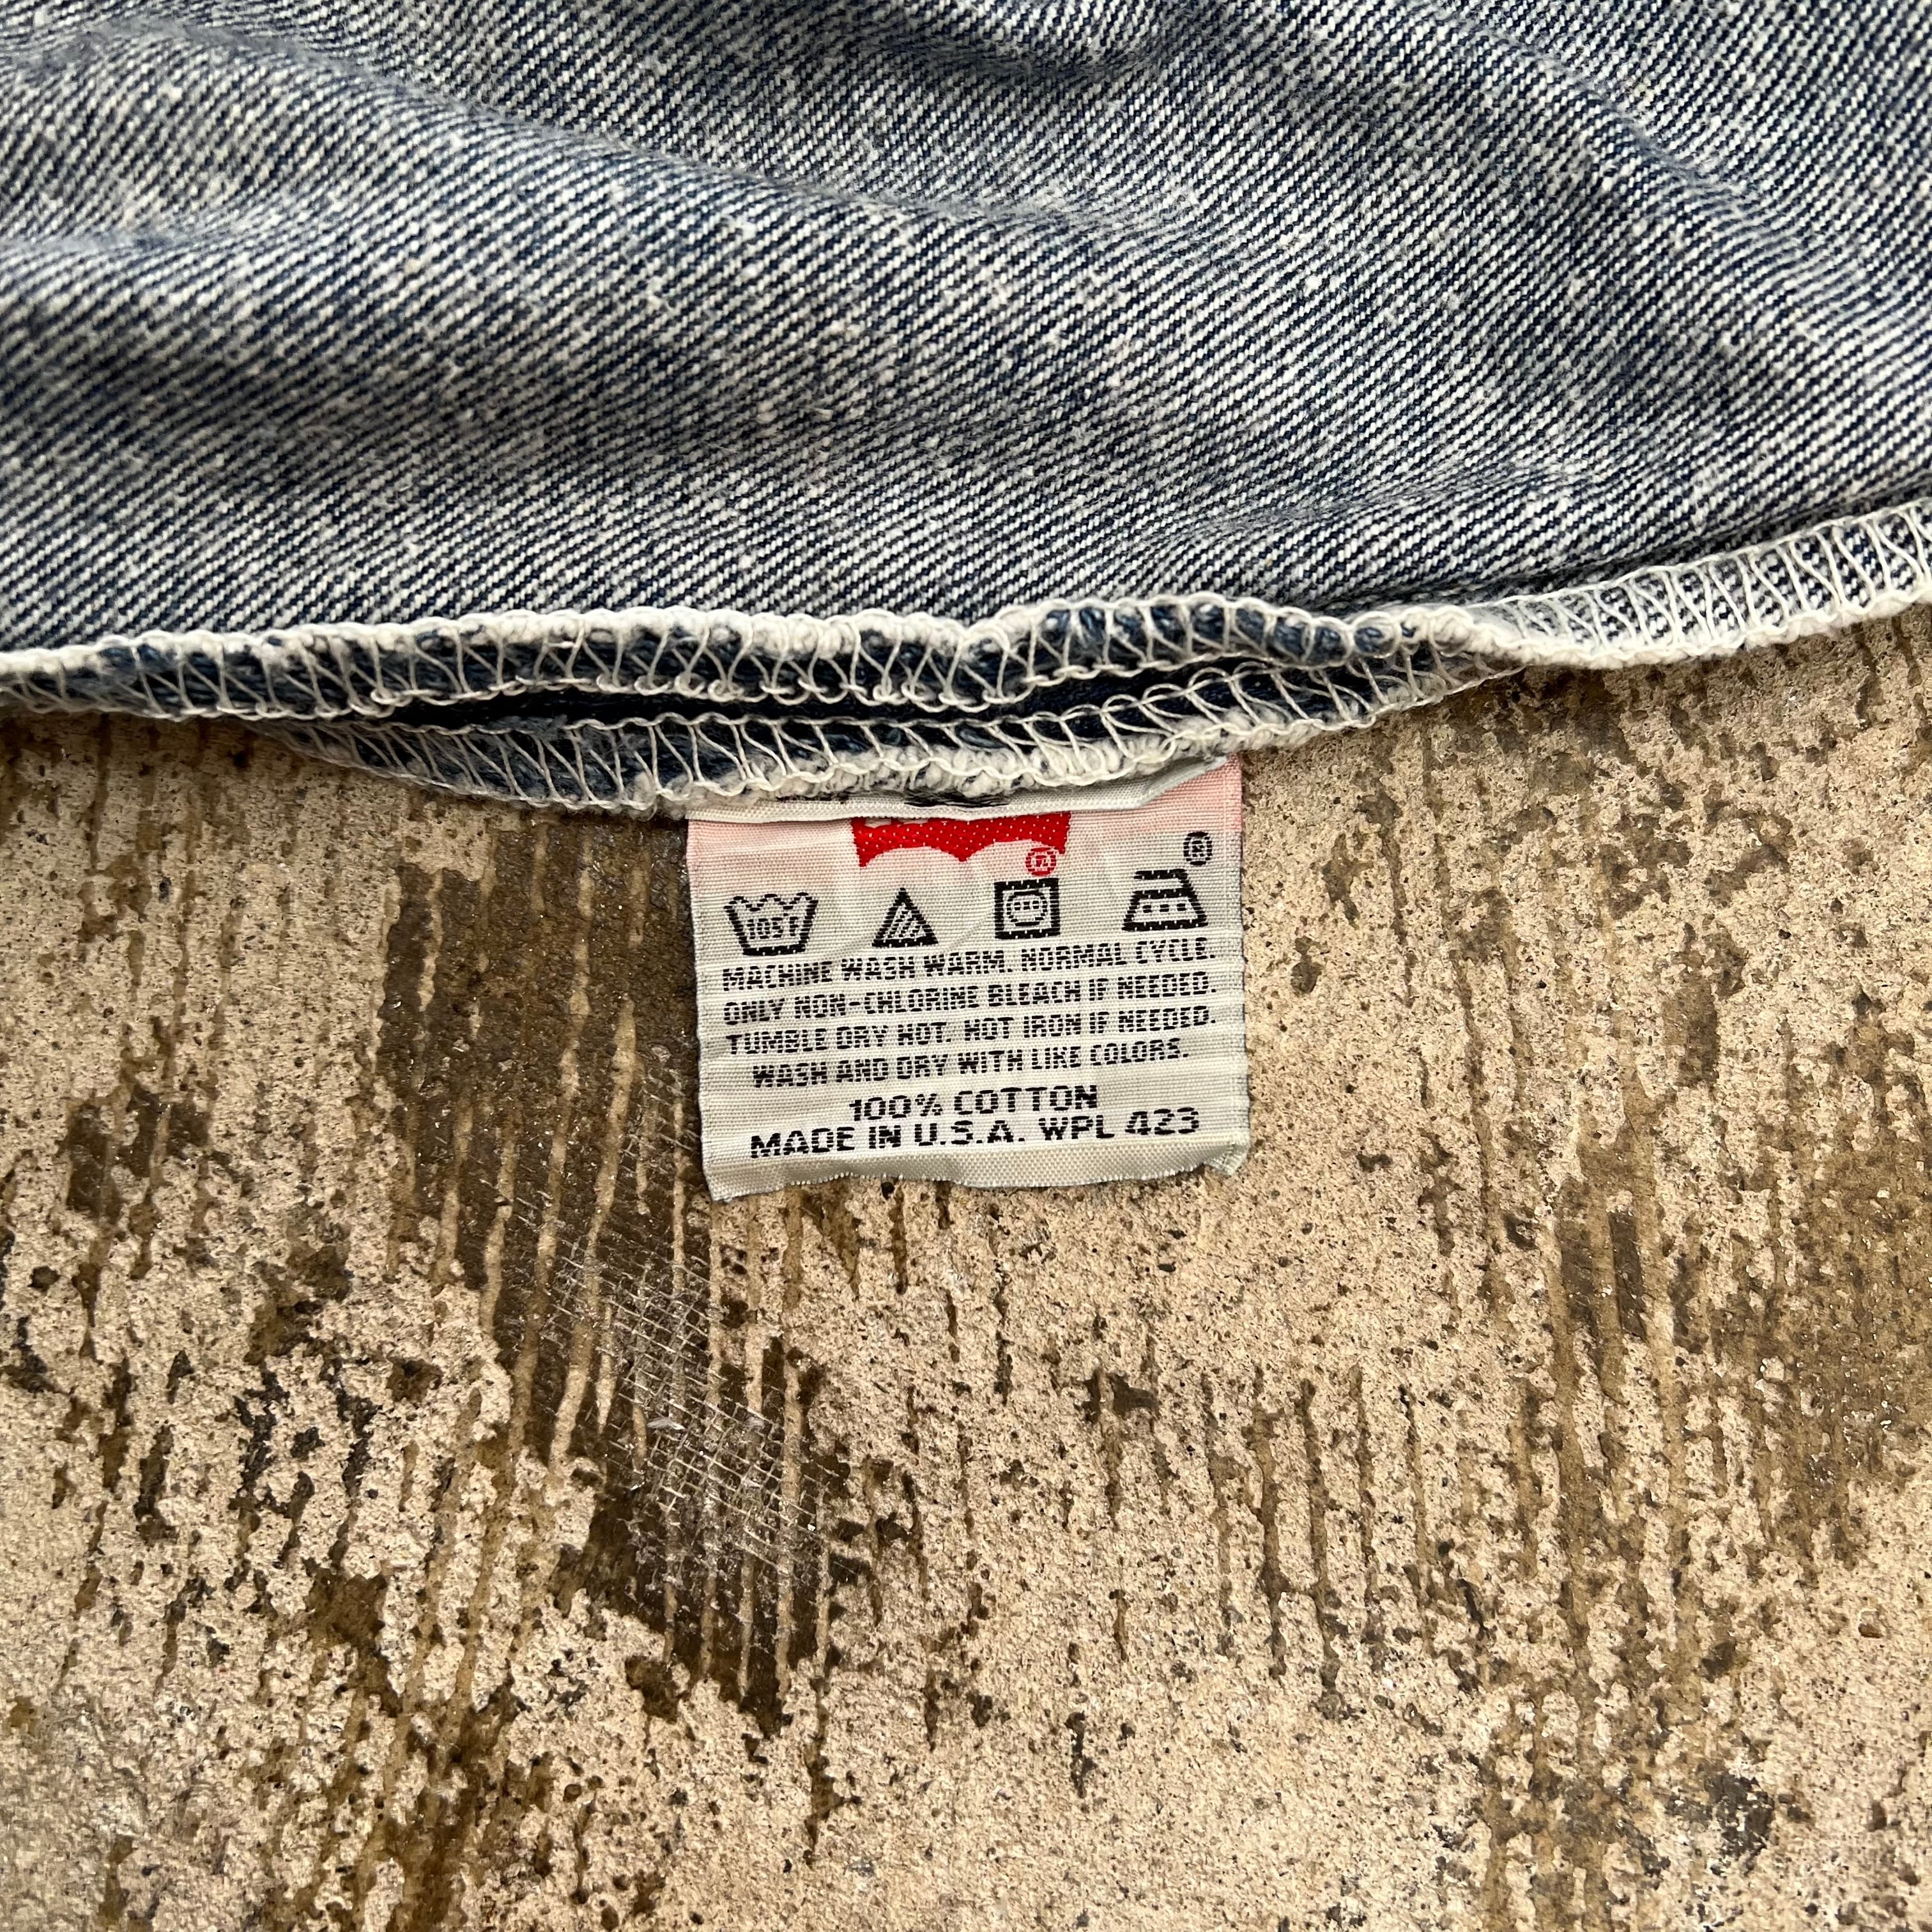 ®
®
105F
MACHINE WASH WARM. NORMAL CYCLE.
ONLY NON-CHLORINE BLEACH IF NEEDED.
TUMBLE DRY HOT. HOT IRON IF NEEDED.
WASH AND DRY WITH LIKE COLORS.
100% COTTON
MADE IN U.S.A. WPL 423